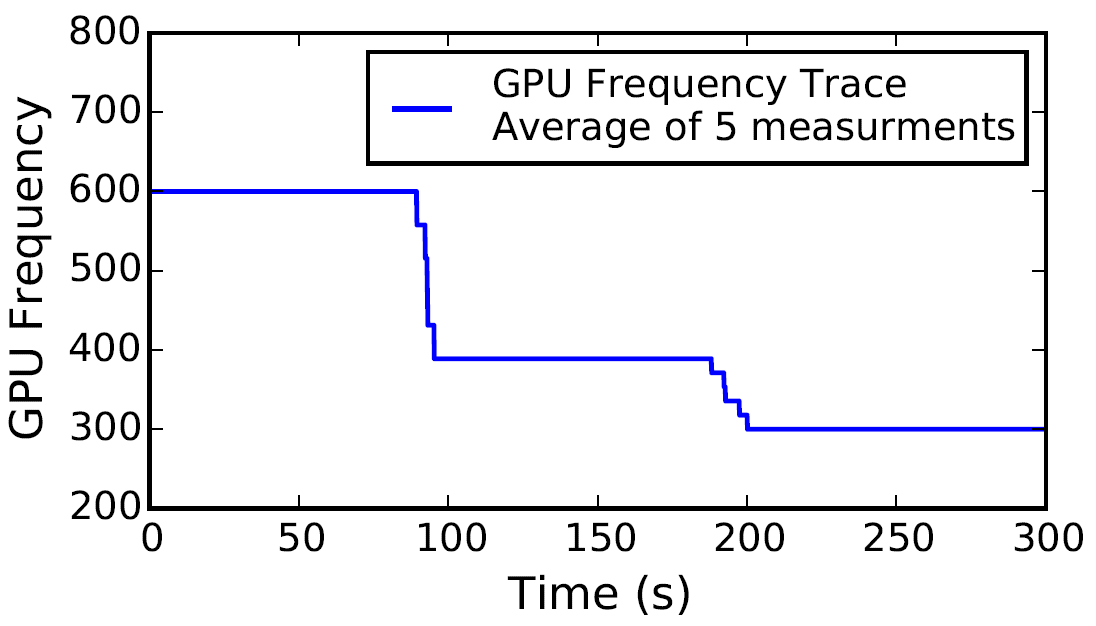 800
700
600
500
400
300
200
GPU Frequency
GPU Frequency Trace
Average of 5 measurments
0 50 100 150 200 250 300
Time (s)